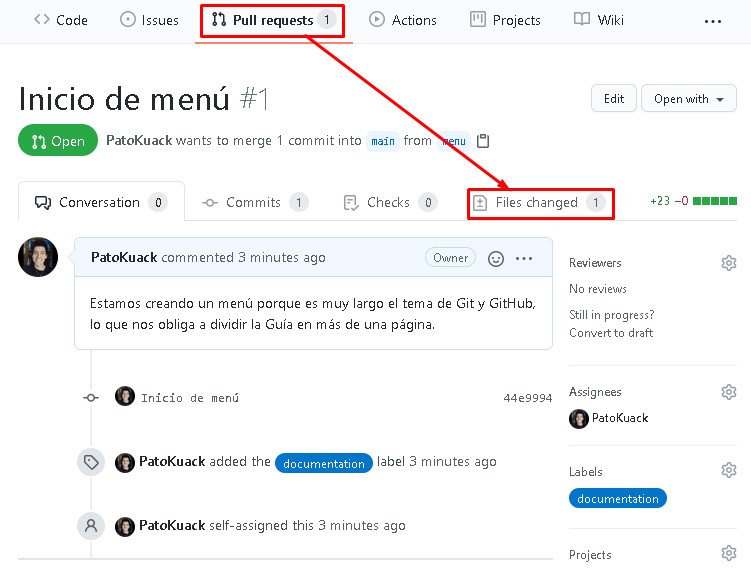 Code Issues Pull requests 1 Actions Projects Wiki ...
Inicio de menú #1
Edit Open with
Open PatoKuack wants to merge 1 commit into main from menu
Conversation 0 Commits 1 Checks 0 Files changed 1 +23 −0
PatoKuack commented 3 minutes ago Owner ...
Estamos creando un menú porque es muy largo el tema de Git y GitHub,
lo que nos obliga a dividir la Guía en más de una página.
Inicio de menú 44e9994
PatoKuack added the documentation label 3 minutes ago
PatoKuack self-assigned this 3 minutes ago
Reviewers
No reviews
Still in progress?
Convert to draft
Assignees
PatoKuack
Labels
documentation
Projects